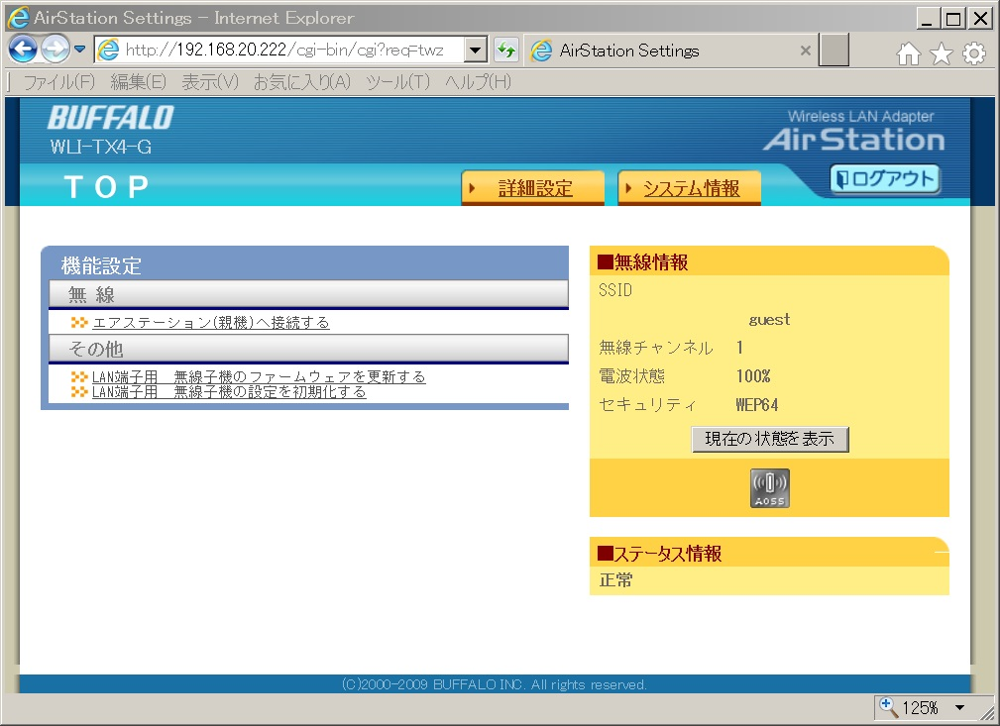 AirStation Settings - Internet Explorer
http://192.168.20.222/cgi-bin/cgi?req=twz
AirStation Settings
ファイル(F) 編集(E) 表示(V) お気に入り(A) ツール(T) ヘルプ(H)
BUFFALO
WLI-TX4-G
Wireless LAN Adapter
AirStation
TOP
詳細設定
システム情報
ログアウト
機能設定
無 線
エアステーション(親機)へ接続する
その他
LAN端子用　無線子機のファームウェアを更新する
LAN端子用　無線子機の設定を初期化する
■無線情報
SSID
guest
無線チャンネル 1
電波状態 100%
セキュリティ WEP64
現在の状態を表示
AOSS
■ステータス情報
正常
(C)2000-2009 BUFFALO INC. All rights reserved.
125%